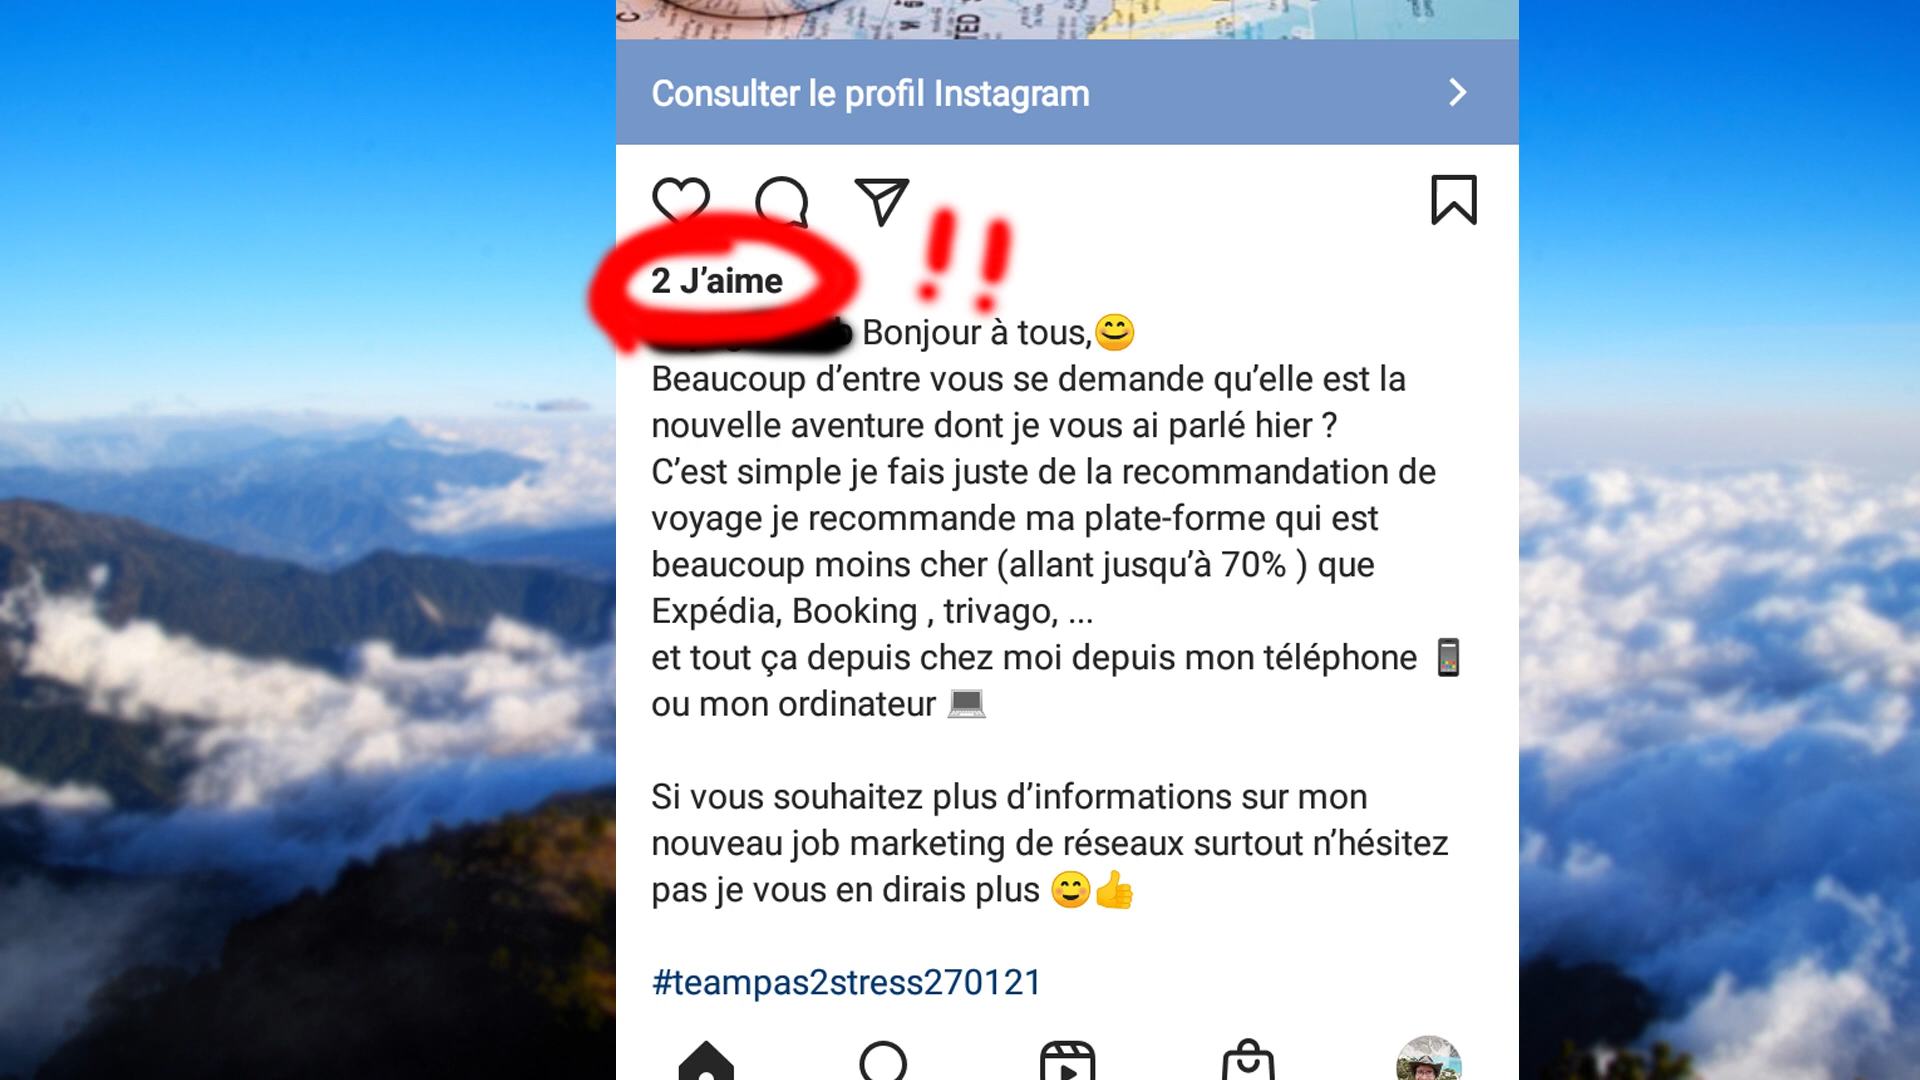 TED
Consulter le profil Instagram
2 J’aime
Bonjour à tous,😊
Beaucoup d’entre vous se demande qu’elle est la
nouvelle aventure dont je vous ai parlé hier ?
C’est simple je fais juste de la recommandation de
voyage je recommande ma plate-forme qui est
beaucoup moins cher (allant jusqu’à 70% ) que
Expédia, Booking , trivago, ...
et tout ça depuis chez moi depuis mon téléphone 📱
ou mon ordinateur 💻
Si vous souhaitez plus d’informations sur mon
nouveau job marketing de réseaux surtout n’hésitez
pas je vous en dirais plus 😊👍
#teampas2stress270121